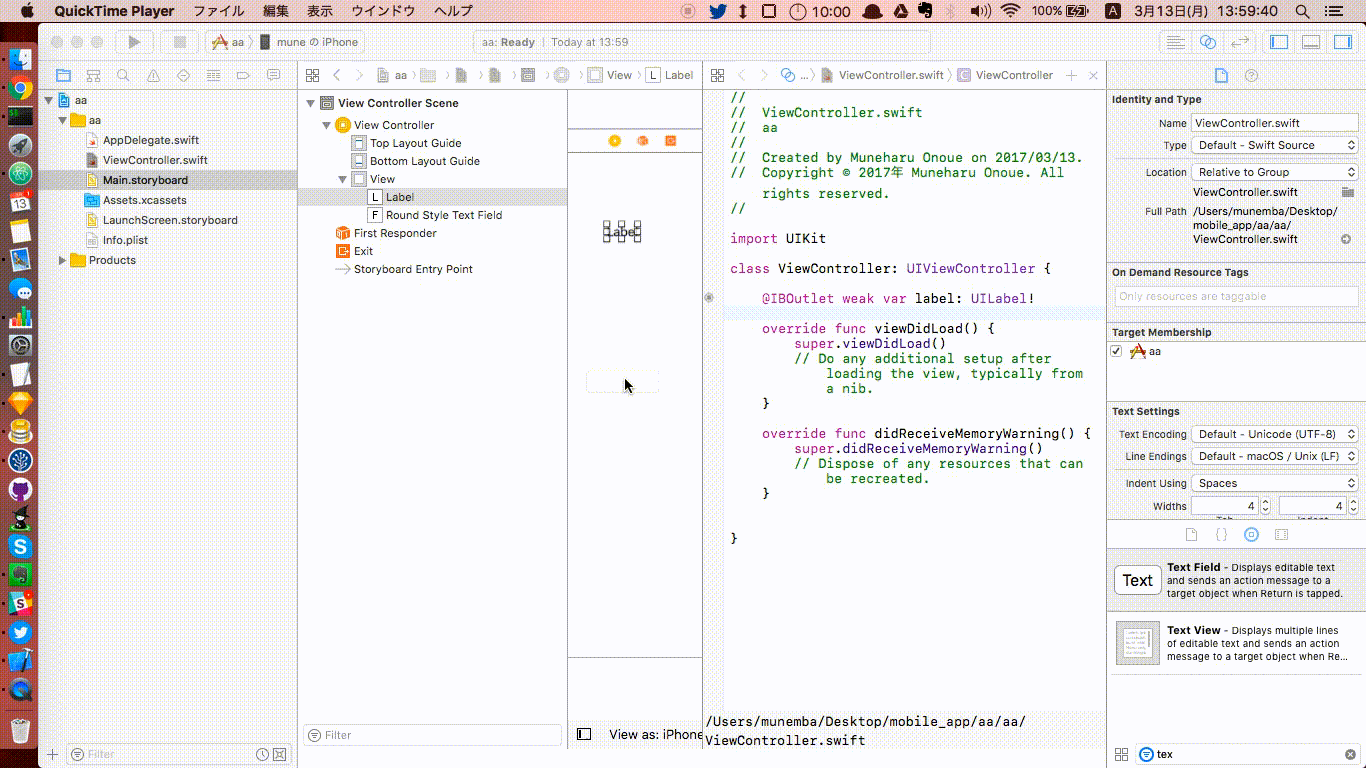 QuickTime Player ファイル 編集 表示 ウインドウ ヘルプ 10:00 100% A 3月13日(月) 13:59:40
aa mune の iPhone aa: Ready | Today at 13:59
aa View L Label
... ViewController.swift C ViewController
aa
aa
AppDelegate.swift
ViewController.swift
Main.storyboard
Assets.xcassets
LaunchScreen.storyboard
Info.plist
Products
Filter
View Controller Scene
View Controller
Top Layout Guide
Bottom Layout Guide
View
L Label
F Round Style Text Field
First Responder
Exit
Storyboard Entry Point
Filter
Label
View as: iPhone
//
// ViewController.swift
// aa
//
// Created by Muneharu Onoue on 2017/03/13.
// Copyright © 2017年 Muneharu Onoue. All
rights reserved.
//
import UIKit
class ViewController: UIViewController {
@IBOutlet weak var label: UILabel!
override func viewDidLoad() {
super.viewDidLoad()
// Do any additional setup after
loading the view, typically from
a nib.
}
override func didReceiveMemoryWarning() {
super.didReceiveMemoryWarning()
// Dispose of any resources that can
be recreated.
}
}
/Users/munemba/Desktop/mobile_app/aa/aa/
ViewController.swift
Identity and Type
Name ViewController.swift
Type Default - Swift Source
Location Relative to Group
ViewController.swift
Full Path /Users/munemba/Desktop/
mobile_app/aa/aa/
ViewController.swift
On Demand Resource Tags
Only resources are taggable
Target Membership
aa
Text Settings
Text Encoding Default - Unicode (UTF-8)
Line Endings Default - macOS / Unix (LF)
Indent Using Spaces
Widths 4 4
{ }
Text Text Field - Displays editable text
and sends an action message to a
target object when Return is tapped.
Text View - Displays multiple lines
of editable text and sends an action
message to a target object when Re...
tex